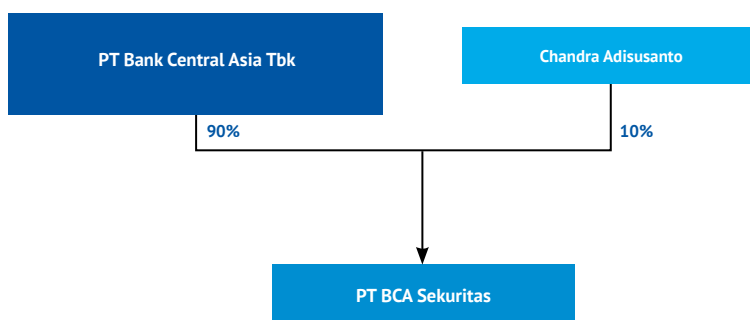 PT Bank Central Asia Tbk
Chandra Adisusanto
90%
10%
PT BCA Sekuritas